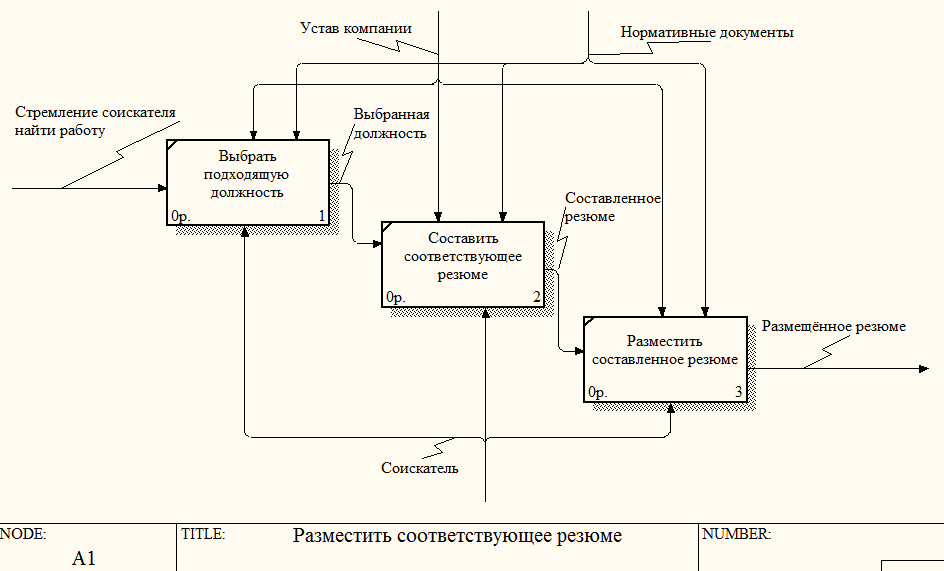 Устав компании
Нормативные документы
Стремление соискателя
найти работу
Выбранная
должность
Выбрать
подходящую
должность
0р.
1
Составленное
резюме
Составить
соответствующее
резюме
0р.
2
Размещённое резюме
Разместить
составленное резюме
0р.
3
Соискатель
NODE:
TITLE:
Разместить соответствующее резюме
NUMBER:
A1